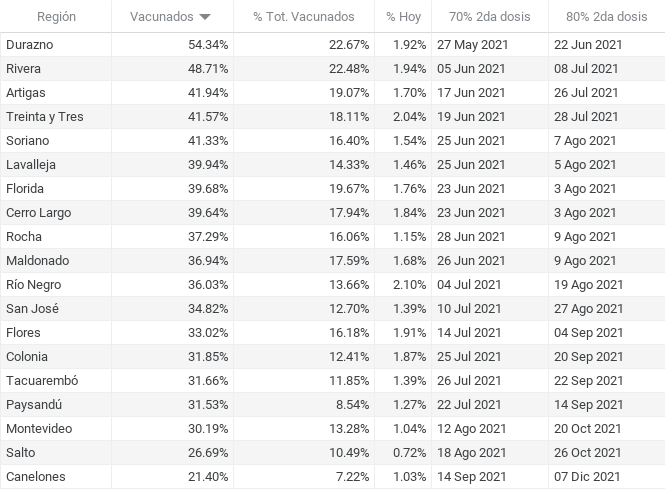 Región Vacunados % Tot. Vacunados % Hoy 70% 2da dosis 80% 2da dosis
Durazno 54.34% 22.67% 1.92% 27 May 2021 22 Jun 2021
Rivera 48.71% 22.48% 1.94% 05 Jun 2021 08 Jul 2021
Artigas 41.94% 19.07% 1.70% 17 Jun 2021 26 Jul 2021
Treinta y Tres 41.57% 18.11% 2.04% 19 Jun 2021 28 Jul 2021
Soriano 41.33% 16.40% 1.54% 25 Jun 2021 7 Ago 2021
Lavalleja 39.94% 14.33% 1.46% 25 Jun 2021 5 Ago 2021
Florida 39.68% 19.67% 1.76% 23 Jun 2021 3 Ago 2021
Cerro Largo 39.64% 17.94% 1.84% 23 Jun 2021 3 Ago 2021
Rocha 37.29% 16.06% 1.15% 28 Jun 2021 9 Ago 2021
Maldonado 36.94% 17.59% 1.68% 26 Jun 2021 9 Ago 2021
Río Negro 36.03% 13.66% 2.10% 04 Jul 2021 19 Ago 2021
San José 34.82% 12.70% 1.39% 10 Jul 2021 27 Ago 2021
Flores 33.02% 16.18% 1.91% 14 Jul 2021 04 Sep 2021
Colonia 31.85% 12.41% 1.87% 25 Jul 2021 20 Sep 2021
Tacuarembó 31.66% 11.85% 1.39% 26 Jul 2021 22 Sep 2021
Paysandú 31.53% 8.54% 1.27% 22 Jul 2021 14 Sep 2021
Montevideo 30.19% 13.28% 1.04% 12 Ago 2021 20 Oct 2021
Salto 26.69% 10.49% 0.72% 18 Ago 2021 26 Oct 2021
Canelones 21.40% 7.22% 1.03% 14 Sep 2021 07 Dic 2021